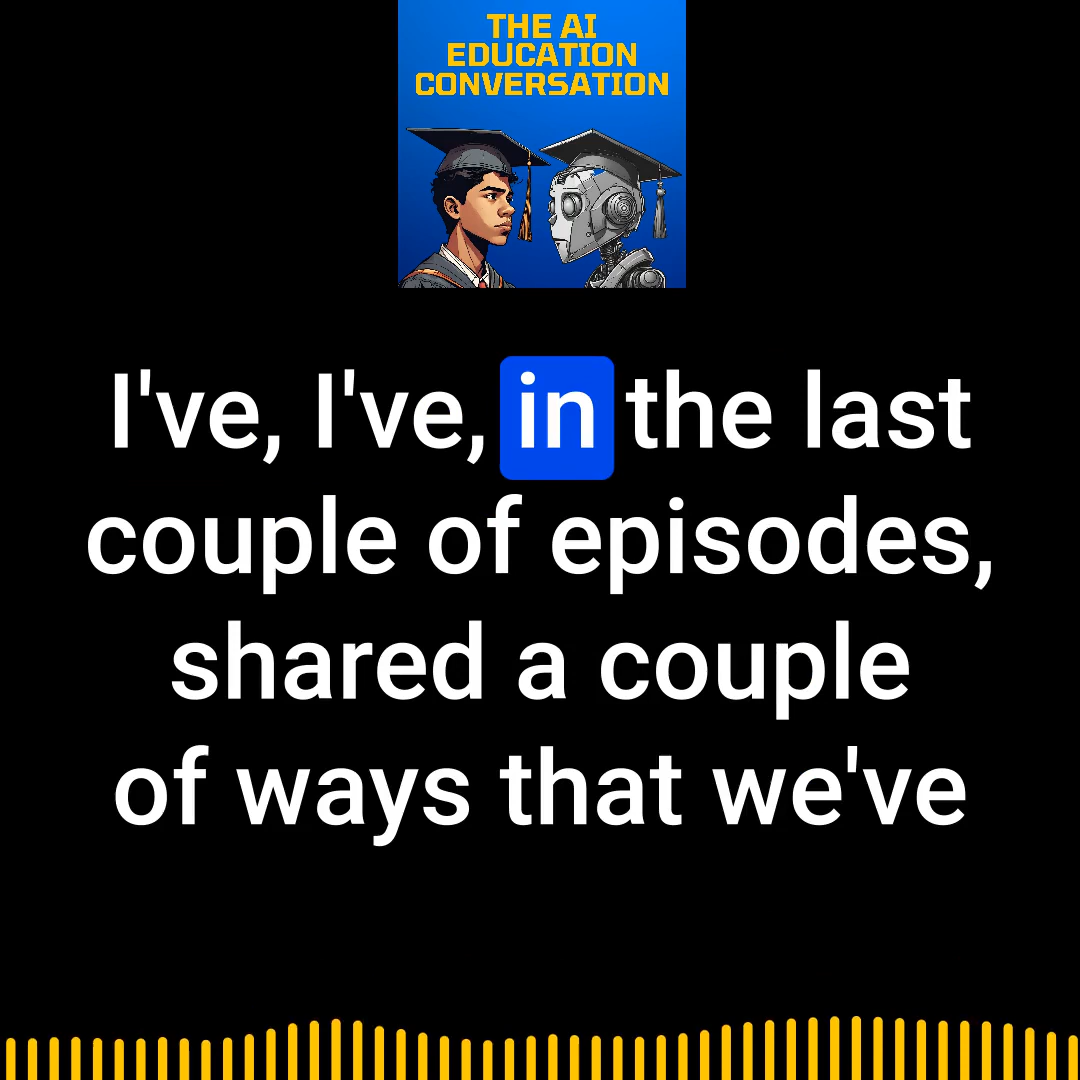 THE AI
EDUCATION
CONVERSATION
I've, I've, in the last
couple of episodes,
shared a couple
of ways that we've